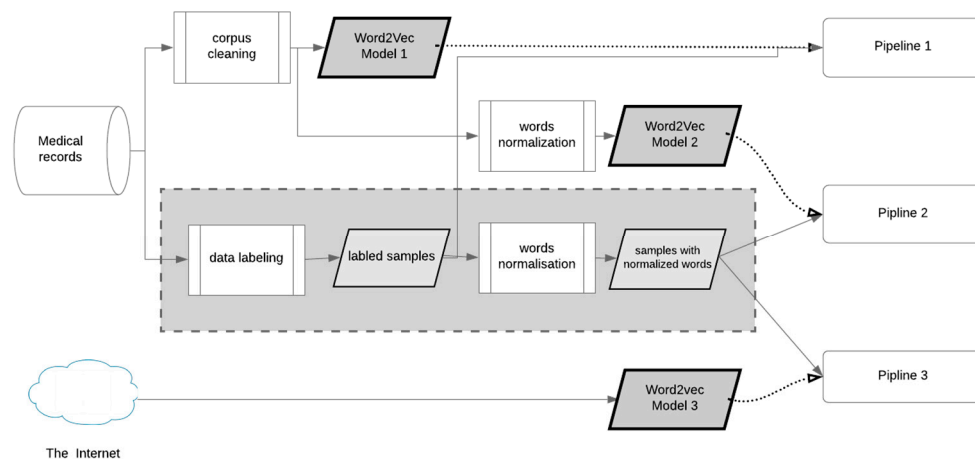 corpus
cleaning
Word2Vec
Model 1
Pipeline 1
Medical
records
words
normalization
Word2Vec
Model 2
Pipline 2
data labeling
labled samples
words
normalisation
samples with
normalized words
Word2vec
Model 3
Pipline 3
The Internet